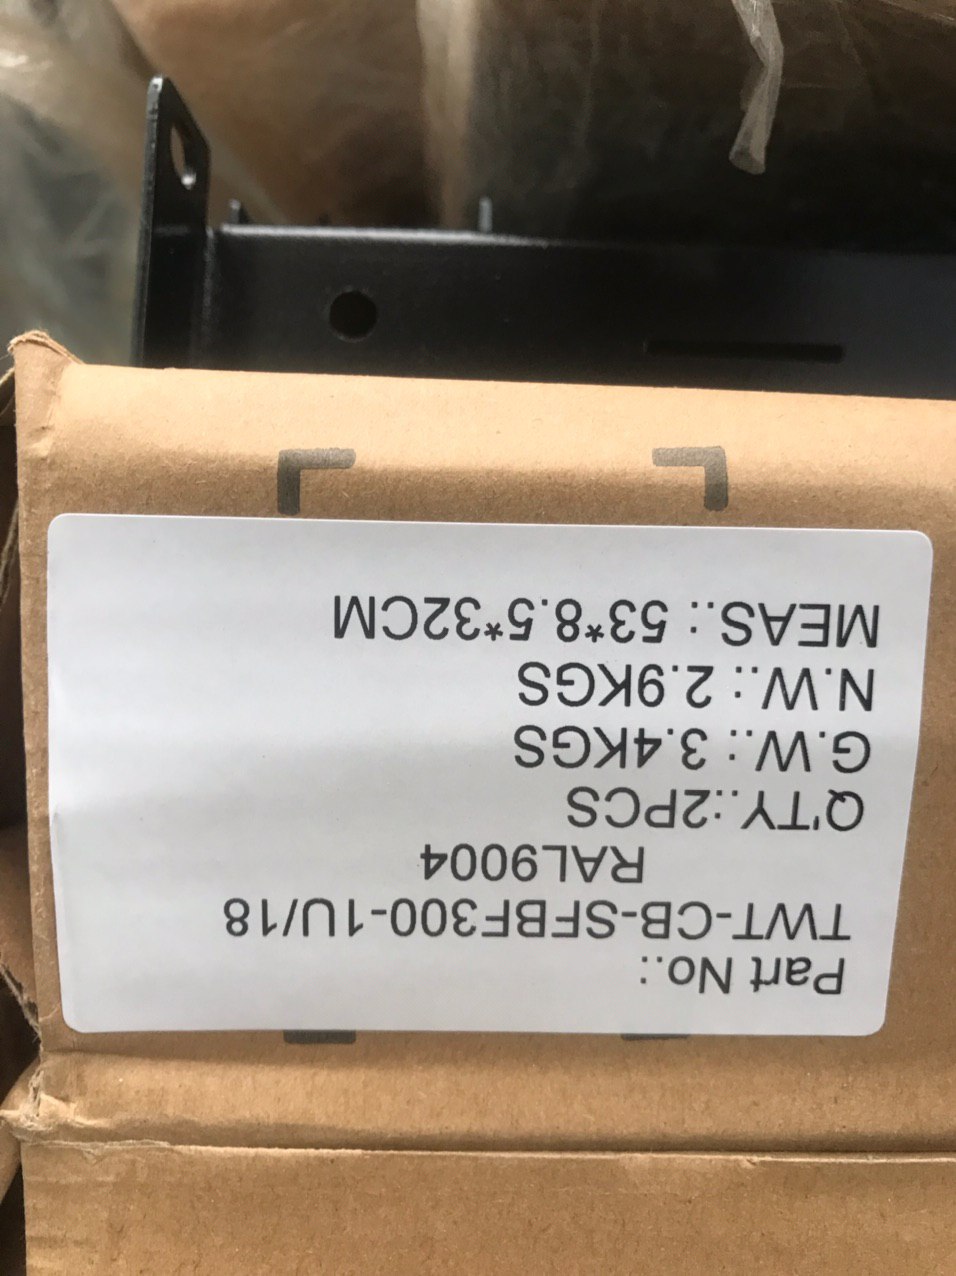 Part No.:
TWT-CB-SFBF300-1U/18
RAL9004
Q'TY.:2PCS
G.W.: 3.4KGS
N.W.: 2.9KGS
MEAS.: 53*8.5*32CM